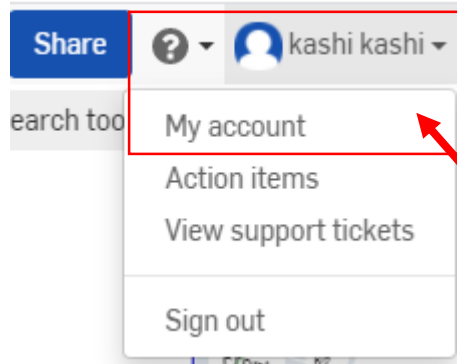 Share ? kashi kashi
earch too
My account
Action items
View support tickets
Sign out